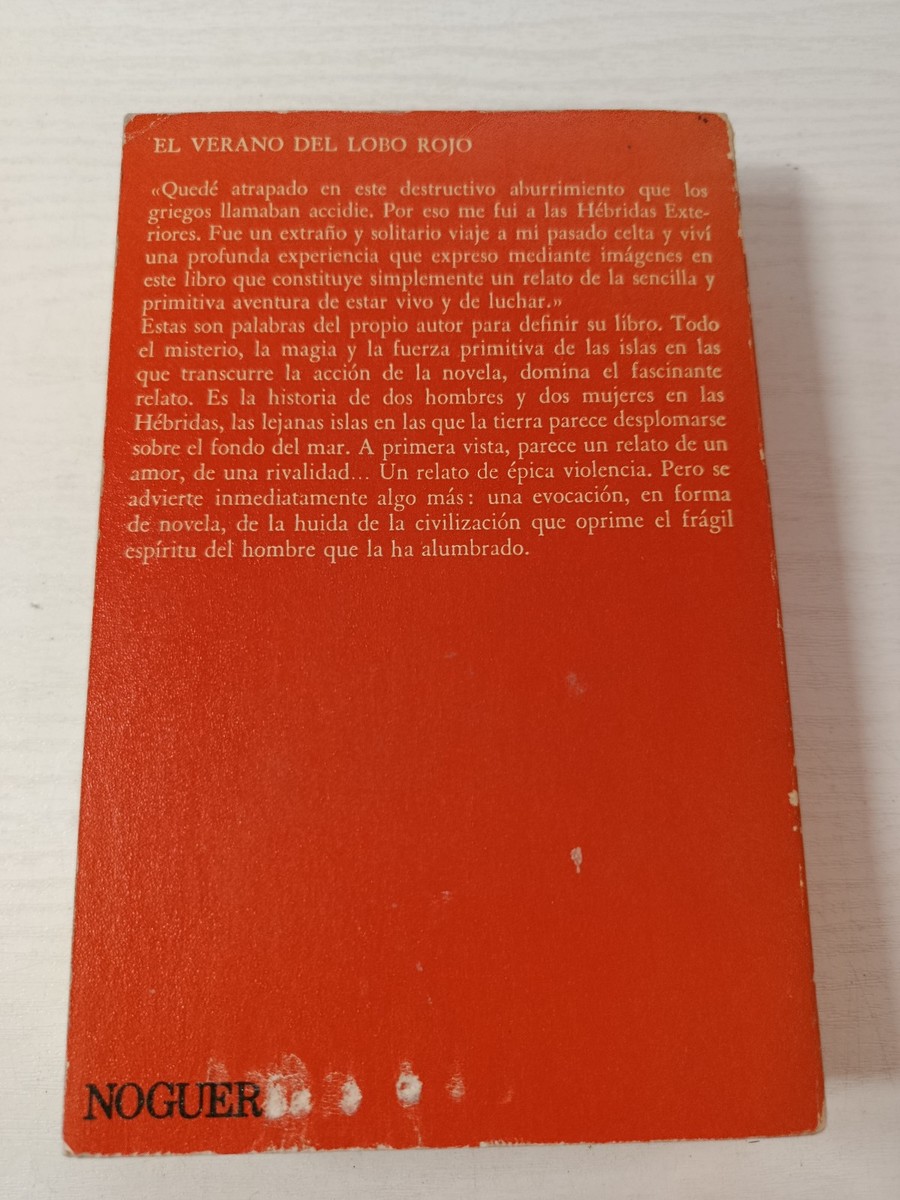 EL VERANO DEL LOBO ROJO
«Quedé atrapado en este destructivo aburrimiento que los
griegos llamaban accidie. Por eso me fui a las Hébridas Exte-
riores. Fue un extraño y solitario viaje a mi pasado celta y viví
una profunda experiencia que expreso mediante imágenes en
este libro que constituye simplemente un relato de la sencilla y
primitiva aventura de estar vivo y de luchar.»
Estas son palabras del propio autor para definir su libro. Todo
el misterio, la magia y la fuerza primitiva de las islas en las
que transcurre la acción de la novela, domina el fascinante
relato. Es la historia de dos hombres y dos mujeres en las
Hébridas, las lejanas islas en las que la tierra parece desplomarse
sobre el fondo del mar. A primera vista, parece un relato de un
amor, de una rivalidad... Un relato de épica violencia. Pero se
advierte inmediatamente algo más: una evocación, en forma
de novela, de la huida de la civilización que oprime el frágil
espíritu del hombre que la ha alumbrado.
NOGUER